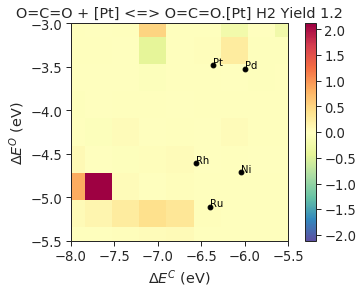 O=C=O + [Pt] <=> O=C=O.[Pt] H2 Yield 1.2
ΔE^O (eV)
−3.0
−3.5
−4.0
−4.5
−5.0
−5.5
Pt
Pd
Rh
Ni
Ru
−8.0 −7.5 −7.0 −6.5 −6.0 −5.5
ΔE^C (eV)
2.0
1.5
1.0
0.5
0.0
−0.5
−1.0
−1.5
−2.0